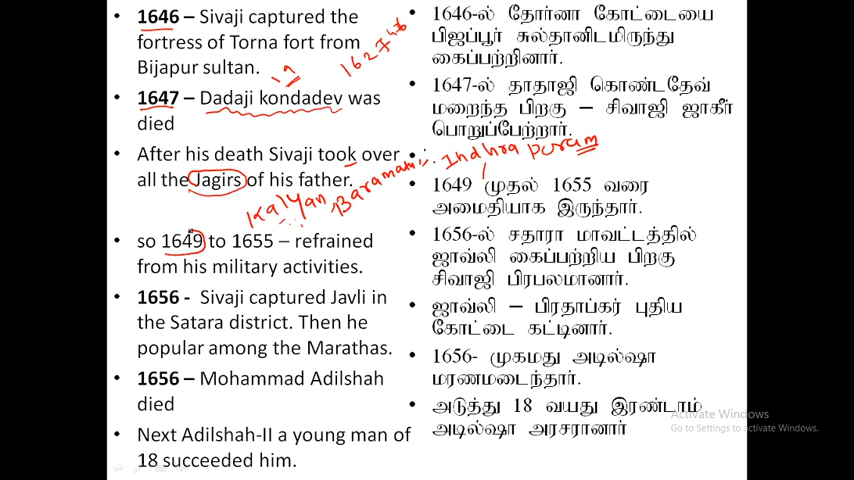 • 1646 – Sivaji captured the
fortress of Torna fort from
Bijapur sultan.
19
1627
46
• 1647 – Dadaji kondadev was
died
• After his death Sivaji took over
all the Jagirs of his father.
Kalyan Baramati Indhra Puram
• so 1649 to 1655 – refrained
from his military activities.
• 1656 - Sivaji captured Javli in
the Satara district. Then he
popular among the Marathas.
• 1656 – Mohammad Adilshah
died
• Next Adilshah-II a young man of
18 succeeded him.
• 1646-ல் தோர்னா கோட்டையை
பிஜப்பூர் சுல்தானிடமிருந்து
கைப்பற்றினார்.
• 1647-ல் தாதாஜி கொண்டதேவ்
மறைந்த பிறகு – சிவாஜி ஜாகீர்
பொறுப்பேற்றார்.
• .
• 1649 முதல் 1655 வரை
அமைதியாக இருந்தார்.
• 1656-ல் சதாரா மாவட்டத்தில்
ஜாவ்லி கைப்பற்றிய பிறகு
சிவாஜி பிரபலமானார்.
• ஜாவ்லி – பிரதாப்கர் புதிய
கோட்டை கட்டினார்.
• 1656- முகமது அடில்ஷா
மரணமடைந்தார்.
• அடுத்து 18 வயது இரண்டாம்
அடில்ஷா அரசரானார்
Activate Windows
Go to Settings to activate Windows.